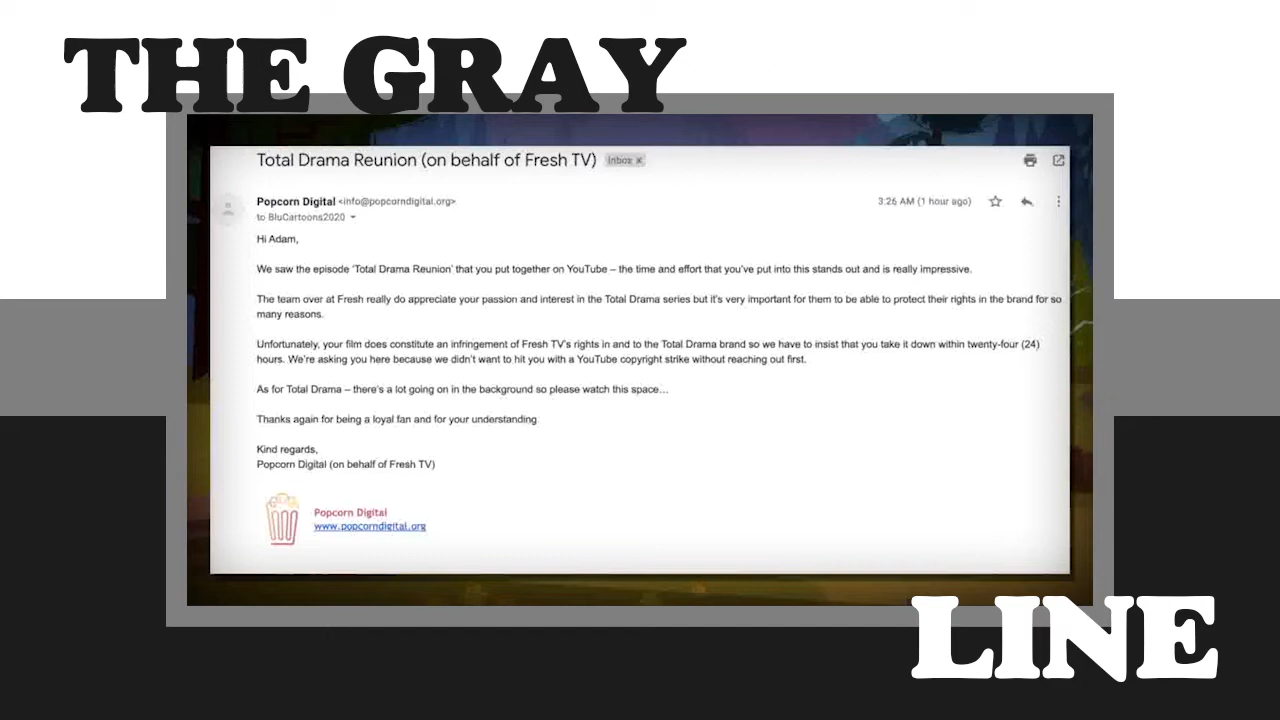 THE GRAY
Total Drama Reunion (on behalf of Fresh TV) Inbox x
Popcorn Digital <info@popcorndigital.org> 3:26 AM (1 hour ago)
to BluCartoons2020
Hi Adam,
We saw the episode ‘Total Drama Reunion’ that you put together on YouTube – the time and effort that you’ve put into this stands out and is really impressive.
The team over at Fresh really do appreciate your passion and interest in the Total Drama series but it’s very important for them to be able to protect their rights in the brand for so
many reasons.
Unfortunately, your film does constitute an infringement of Fresh TV’s rights in and to the Total Drama brand so we have to insist that you take it down within twenty-four (24)
hours. We’re asking you here because we didn’t want to hit you with a YouTube copyright strike without reaching out first.
As for Total Drama – there’s a lot going on in the background so please watch this space…
Thanks again for being a loyal fan and for your understanding
Kind regards,
Popcorn Digital (on behalf of Fresh TV)
Popcorn Digital
www.popcorndigital.org
LINE